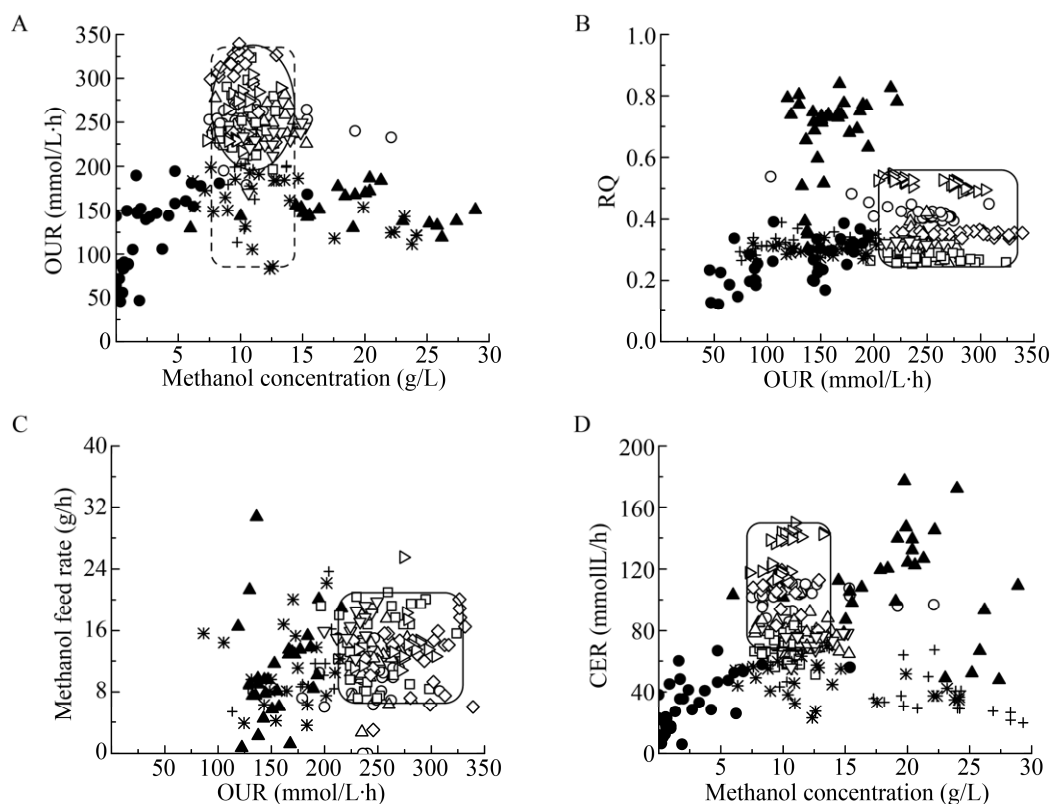 A
OUR (mmol/L·h)
350
300
250
200
150
100
50
0
5 10 15 20 25 30
Methanol concentration (g/L)
B
RQ
1.0
0.8
0.6
0.4
0.2
0.0
50 100 150 200 250 300 350
OUR (mmol/L·h)
C
Methanol feed rate (g/h)
40
32
24
16
8
0
50 100 150 200 250 300 350
OUR (mmol/L·h)
D
CER (mmollL/h)
200
160
120
80
40
0
0 5 10 15 20 25 30
Methanol concentration (g/L)